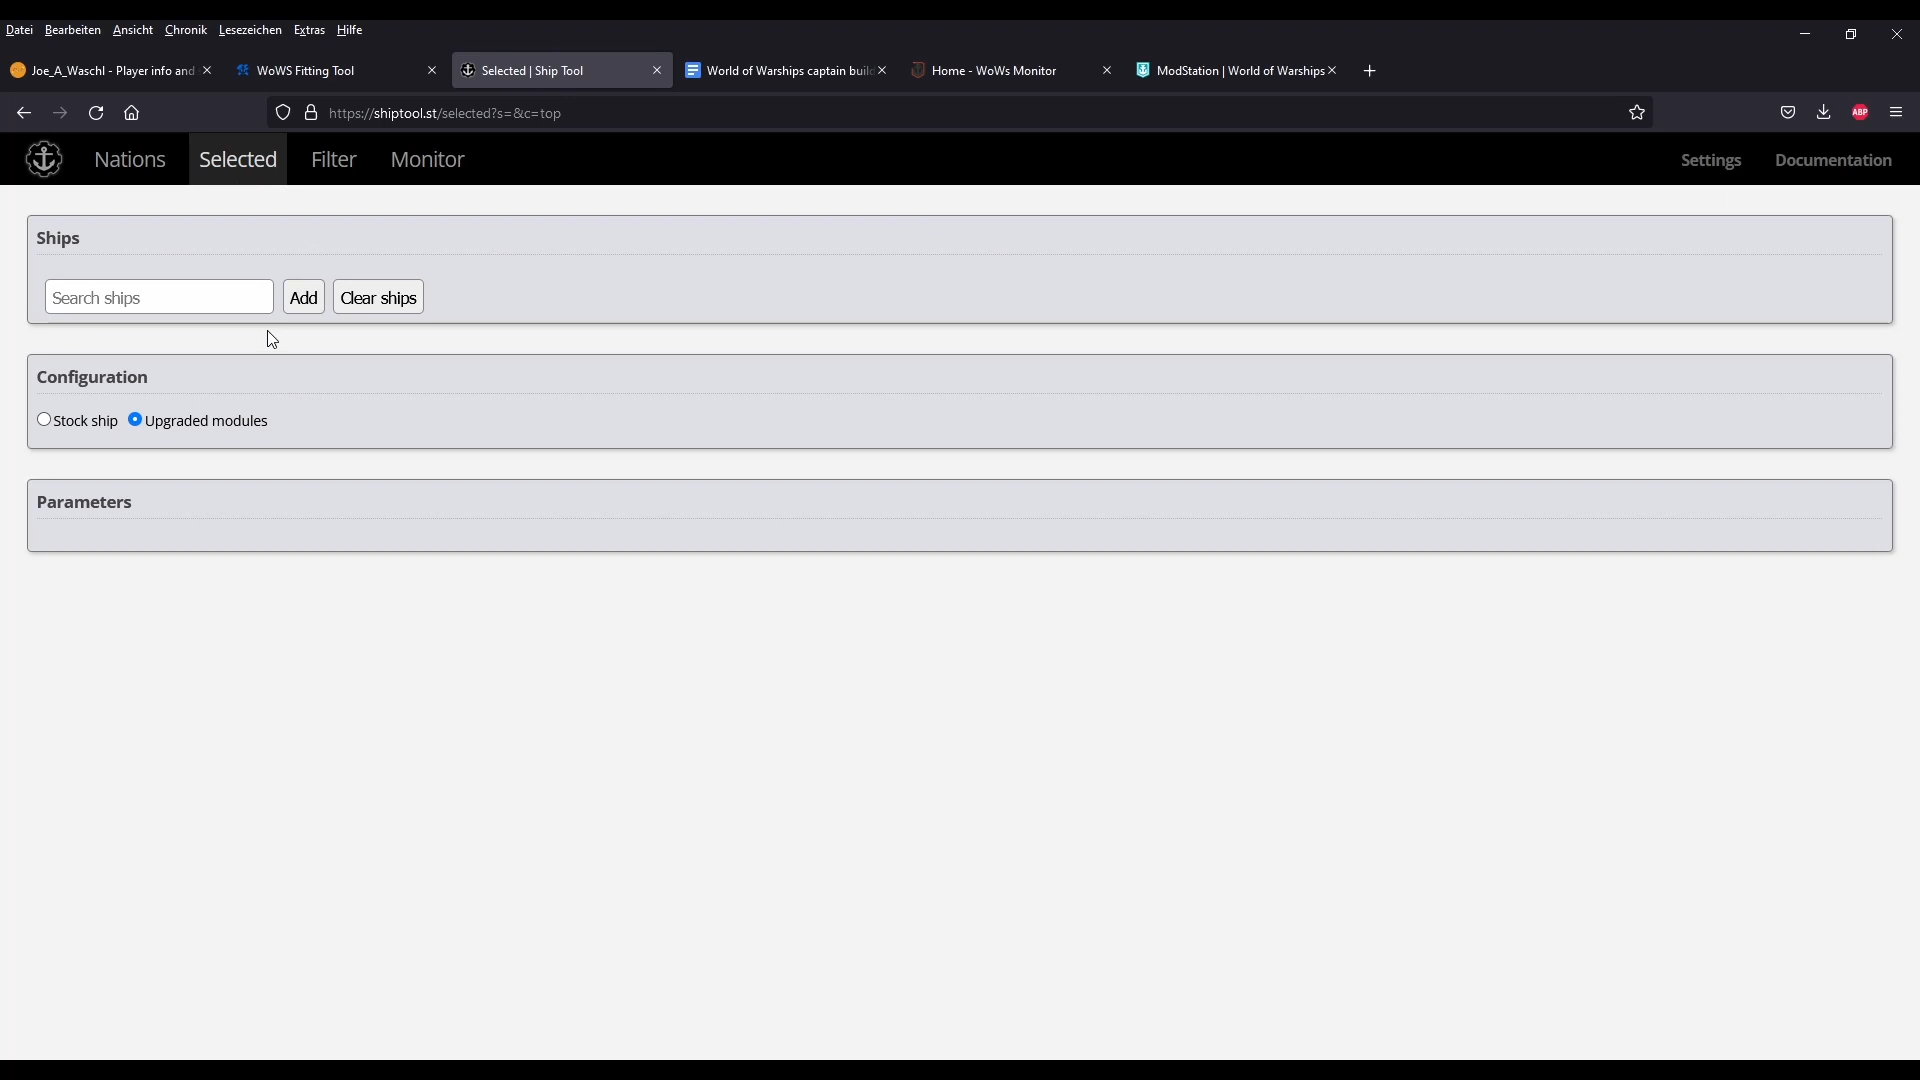 Datei Bearbeiten Ansicht Chronik Lesezeichen Extras Hilfe
Joe_A_Waschl - Player info and WoWS Fitting Tool Selected | Ship Tool World of Warships captain build Home - WoWs Monitor ModStation | World of Warships
https://shiptool.st/selected?s=&c=top ABP
Nations Selected Filter Monitor Settings Documentation
Ships
Search ships Add Clear ships
Configuration
Stock ship Upgraded modules
Parameters